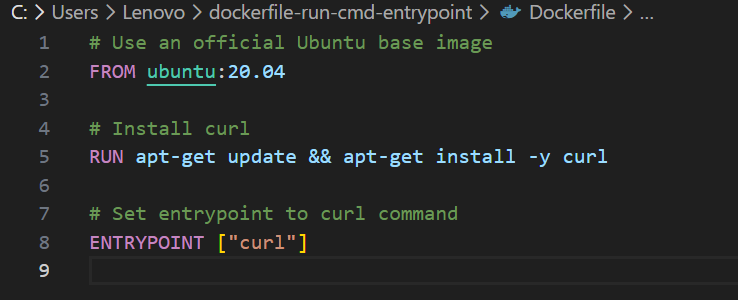 C: > Users > Lenovo > dockerfile-run-cmd-entrypoint > Dockerfile > ...
1 # Use an official Ubuntu base image
2 FROM ubuntu:20.04
3
4 # Install curl
5 RUN apt-get update && apt-get install -y curl
6
7 # Set entrypoint to curl command
8 ENTRYPOINT ["curl"]
9